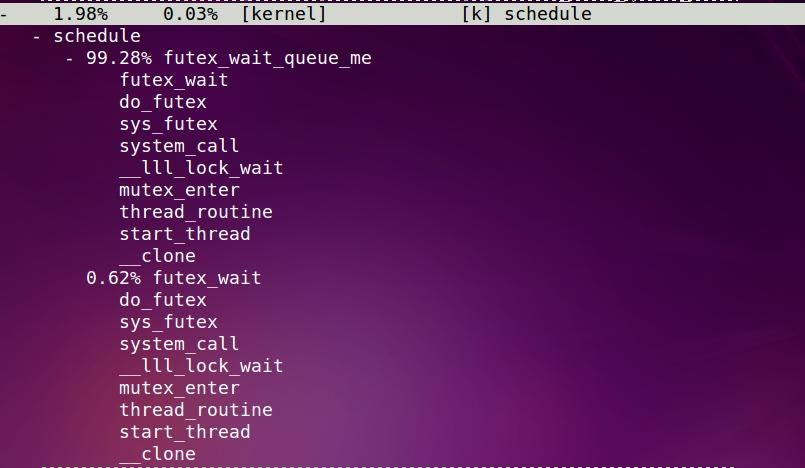 -    1.98%     0.03%  [kernel]            [k] schedule
   - schedule
      - 99.28% futex_wait_queue_me
           futex_wait
           do_futex
           sys_futex
           system_call
           __lll_lock_wait
           mutex_enter
           thread_routine
           start_thread
           __clone
        0.62% futex_wait
           do_futex
           sys_futex
           system_call
           __lll_lock_wait
           mutex_enter
           thread_routine
           start_thread
           __clone